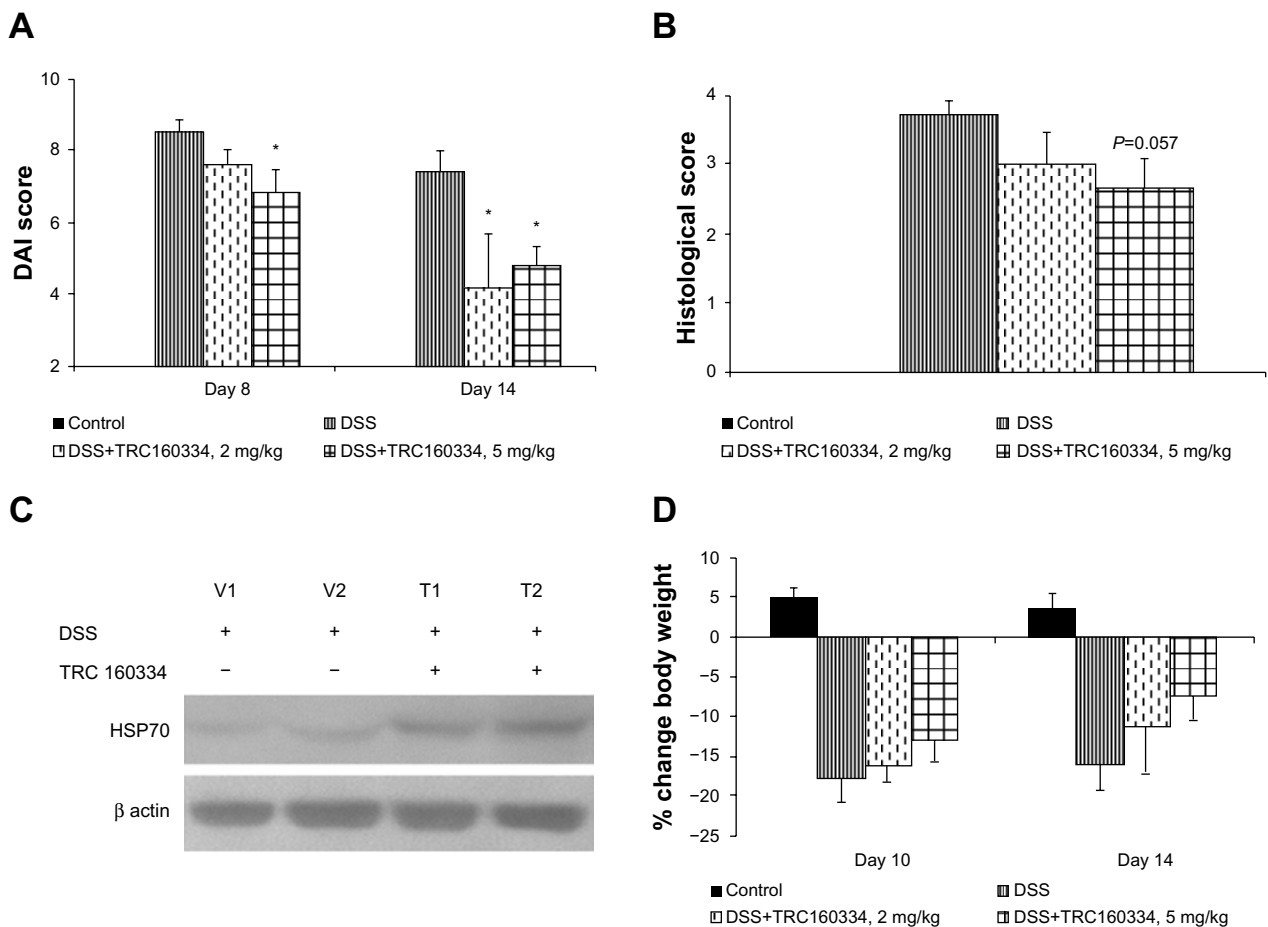 A
10
8
6
4
2
DAI score
*
*
*
Day 8
Day 14
■ Control
DSS
DSS+TRC160334, 2 mg/kg
DSS+TRC160334, 5 mg/kg
B
4
3
2
1
0
Histological score
P=0.057
■ Control
DSS
DSS+TRC160334, 2 mg/kg
DSS+TRC160334, 5 mg/kg
C
V1 V2 T1 T2
DSS + + + +
TRC 160334 − − + +
HSP70
β actin
D
10
5
0
−5
−10
−15
−20
−25
% change body weight
Day 10
Day 14
■ Control
DSS
DSS+TRC160334, 2 mg/kg
DSS+TRC160334, 5 mg/kg